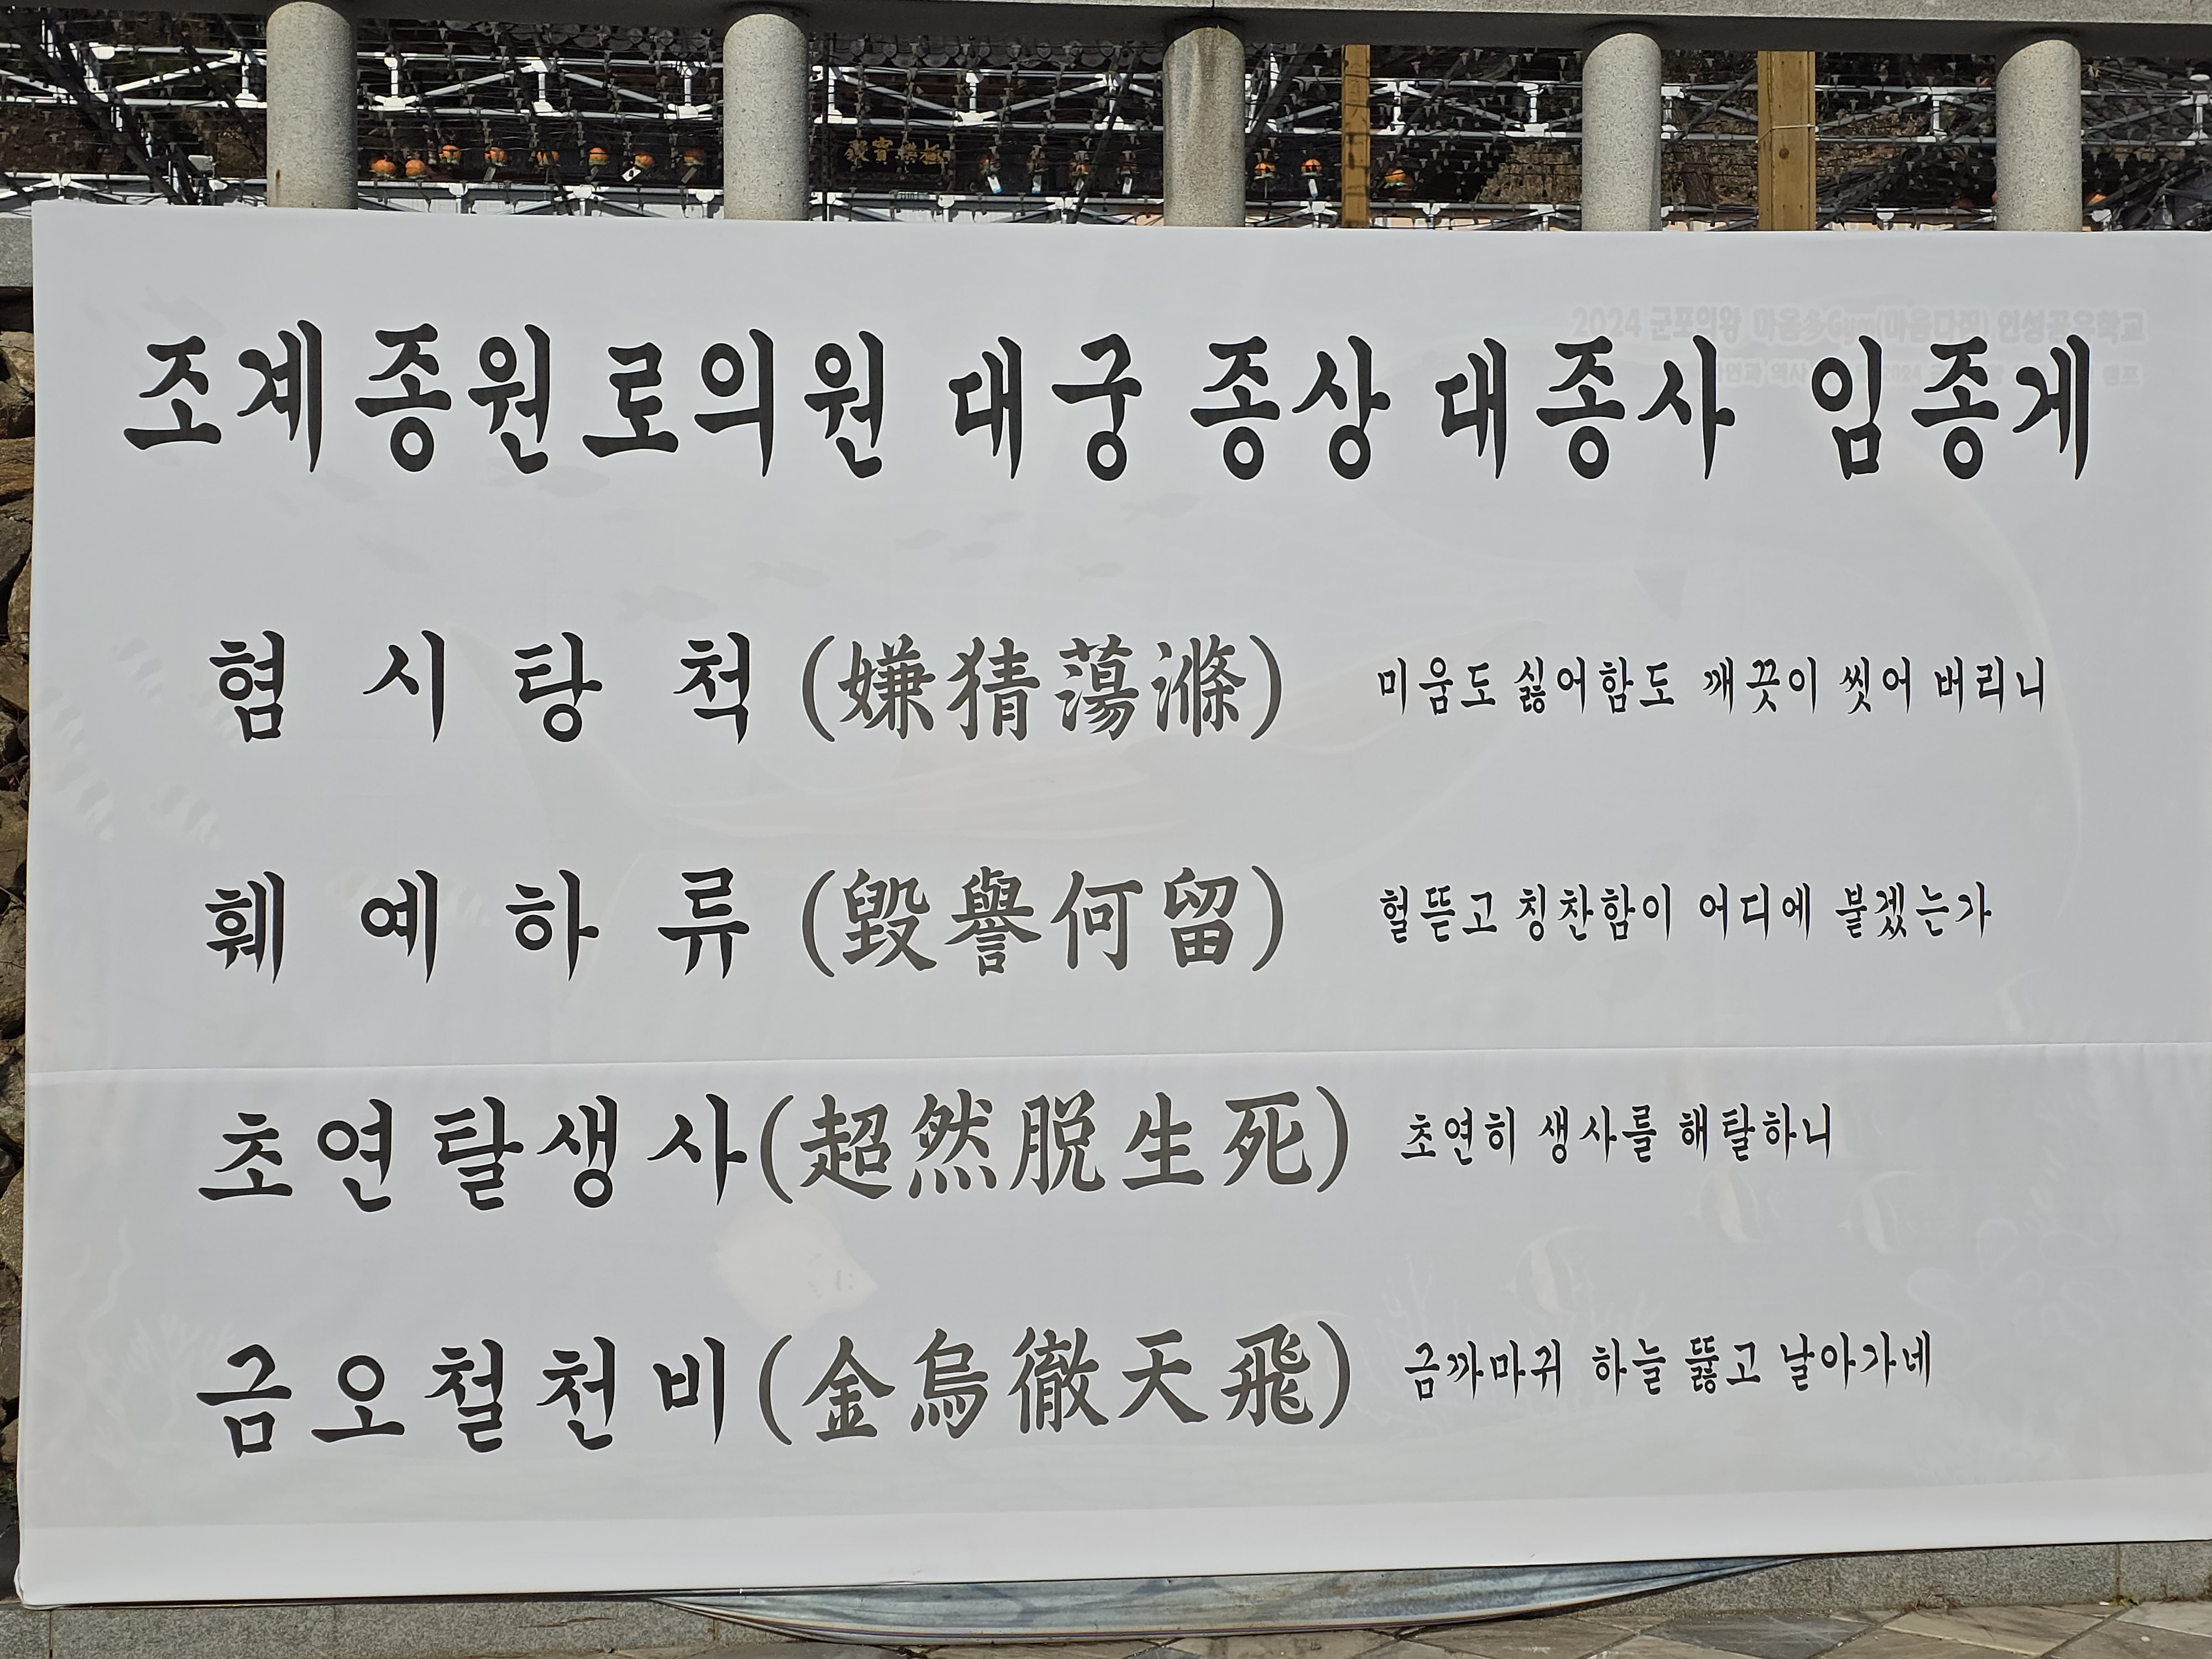 조계종원로의원 대궁 종상 대종사 임종게
혐 시 탕 척 (嫌猜蕩滌) 미움도 싫어함도 깨끗이 씻어 버리니
훼 예 하 류 (毀譽何留) 헐뜯고 칭찬함이 어디에 붙겠는가
초연탈생사(超然脫生死) 초연히 생사를 해탈하니
금오철천비(金烏徹天飛) 금까마귀 하늘 뚫고 날아가네